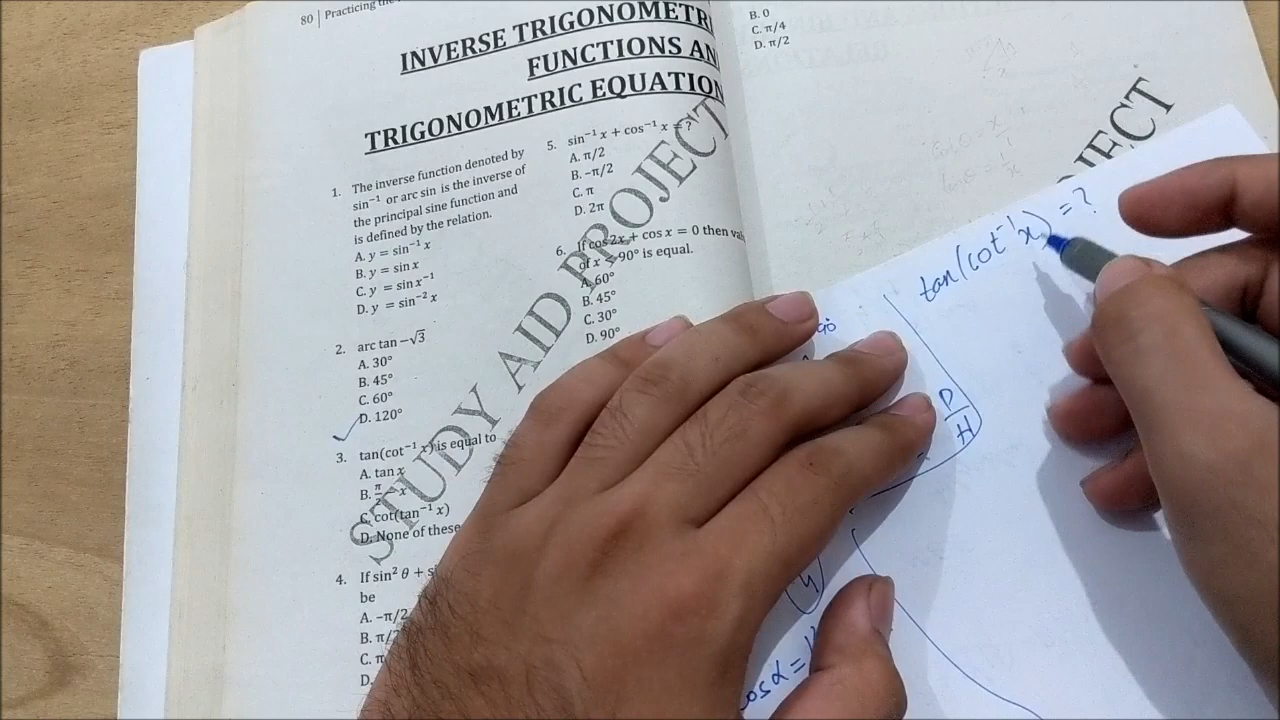 80 | Practicing the
INVERSE TRIGONOMETRI
FUNCTIONS AN
TRIGONOMETRIC EQUATION
1. The inverse function denoted by
sin⁻¹ or arc sin is the inverse of
the principal sine function and
is defined by the relation.
A. y = sin⁻¹ x
B. y = sin x
C. y = sin x⁻¹
D. y = sin⁻² x
2. arc tan −√3
A. 30°
B. 45°
C. 60°
D. 120°
3. tan(cot⁻¹ x) is equal to
A. tan x
B. π/2 − x
C. cot(tan⁻¹ x)
D. None of these
4. If sin² θ + s
be
A. −π/2
B. π/
C. π
D.
5. sin⁻¹ x + cos⁻¹ x = ?
A. π/2
B. −π/2
C. π
D. 2π
6. If cos 2x + cos x = 0 then val
of x < 90° is equal.
A. 60°
B. 45°
C. 30°
D. 90°
STUDY AID PROJECT
B. 0
C. π/4
D. π/2
JECT
tan(cot⁻¹x) = ?
P/H